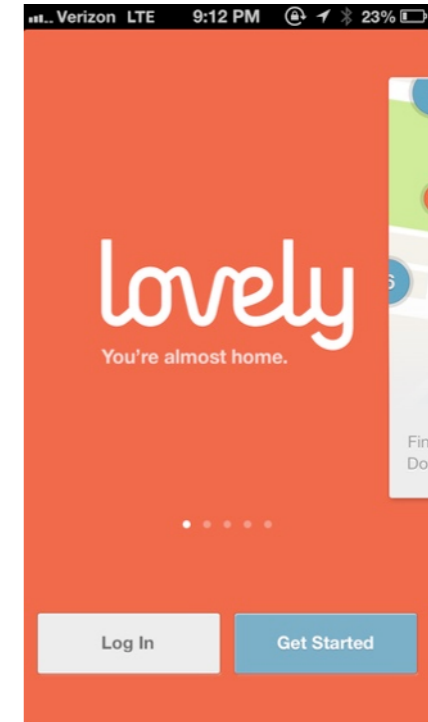 Verizon LTE 9:12 PM 23%
lovely
You're almost home.
Fin
Do
Log In
Get Started